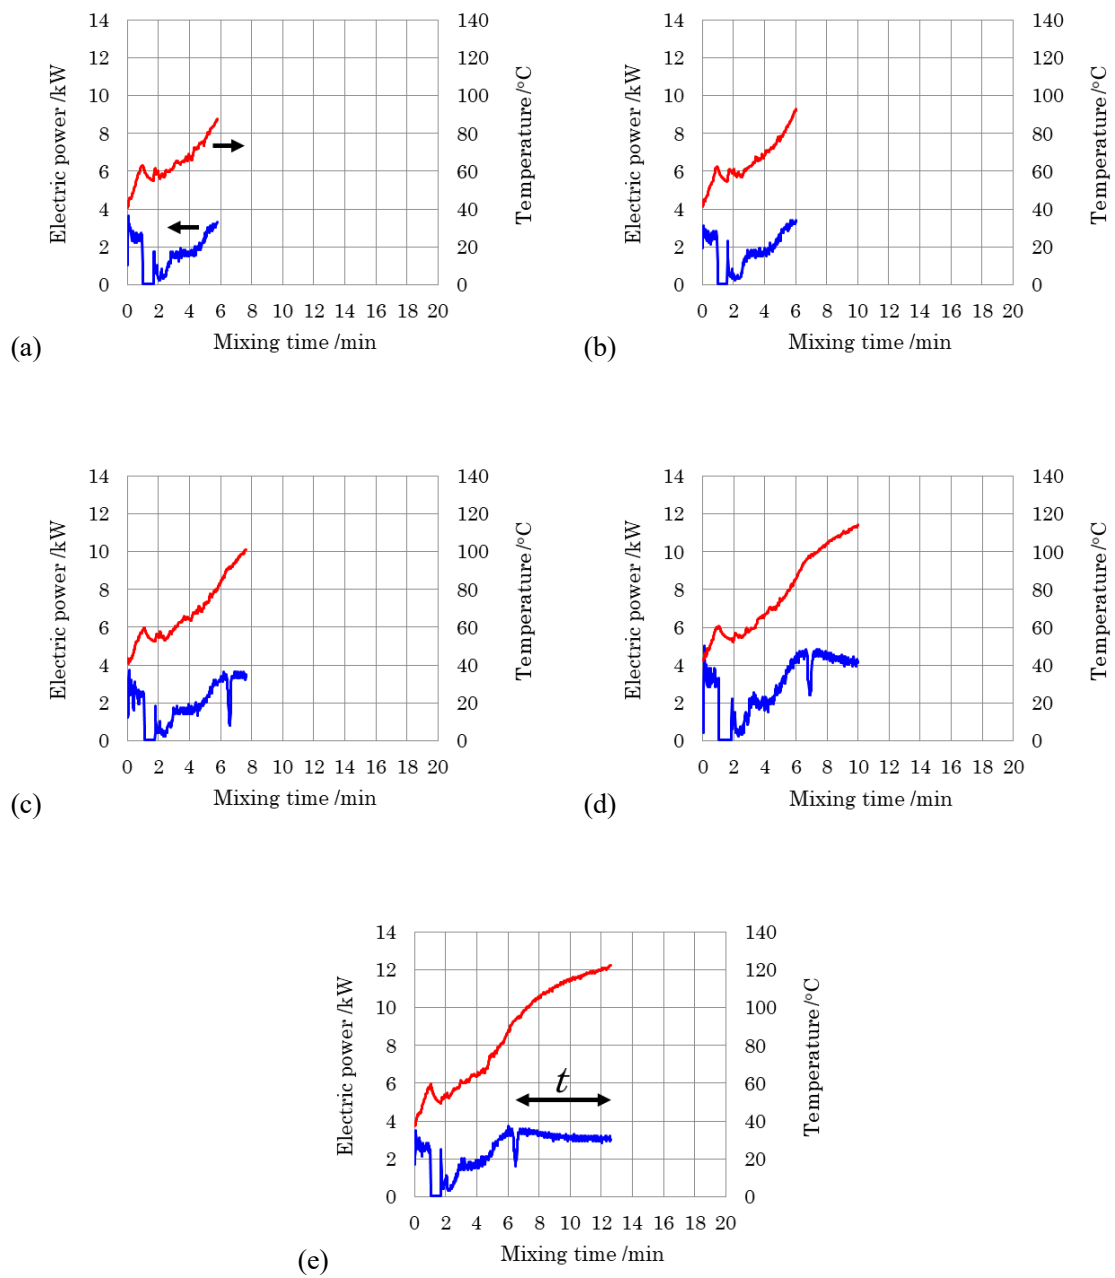 14 140 14 140
12 120 12 120
10 100 10 100
8 80 8 80
6 60 6 60
4 40 4 40
2 20 2 20
0 0 0 0
Electric power /kW Temperature/°C Electric power /kW Temperature/°C
0 2 4 6 8 10 12 14 16 18 20 0 2 4 6 8 10 12 14 16 18 20
Mixing time /min Mixing time /min
(a) (b)
14 140 14 140
12 120 12 120
10 100 10 100
8 80 8 80
6 60 6 60
4 40 4 40
2 20 2 20
0 0 0 0
Electric power /kW Temperature/°C Electric power /kW Temperature/°C
0 2 4 6 8 10 12 14 16 18 20 0 2 4 6 8 10 12 14 16 18 20
Mixing time /min Mixing time /min
(c) (d)
14 140
12 120
10 100
8 80
6 t 60
4 40
2 20
0 0
Electric power /kW Temperature/°C
0 2 4 6 8 10 12 14 16 18 20
Mixing time /min
(e)